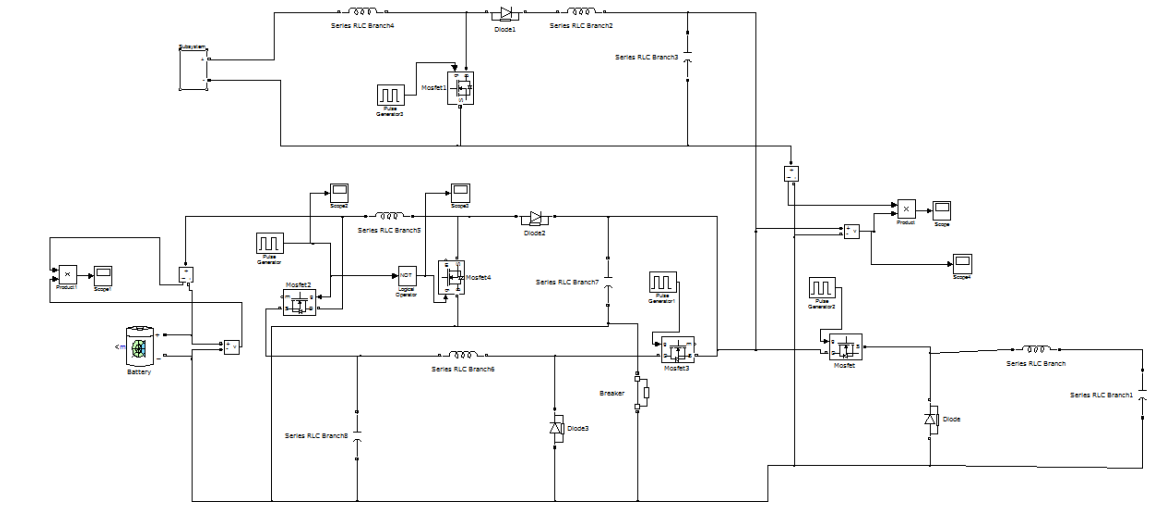 Series RLC Branch4
Diode1
Series RLC Branch2
Subsystem
+
-
Series RLC Branch3
Mosfet1
Pulse
Generator3
Scope2
Scope3
Series RLC Branch5
Diode2
Product
Scope
Pulse
Generator
NOT
Logical
Operator
Mosfet4
Product1
Scope1
Mosfet2
Series RLC Branch7
Pulse
Generator1
Scope4
Pulse
Generator2
Battery
Series RLC Branch6
Mosfet3
Mosfet
Series RLC Branch
Breaker
Series RLC Branch1
Diode
Series RLC Branch8
Diode3